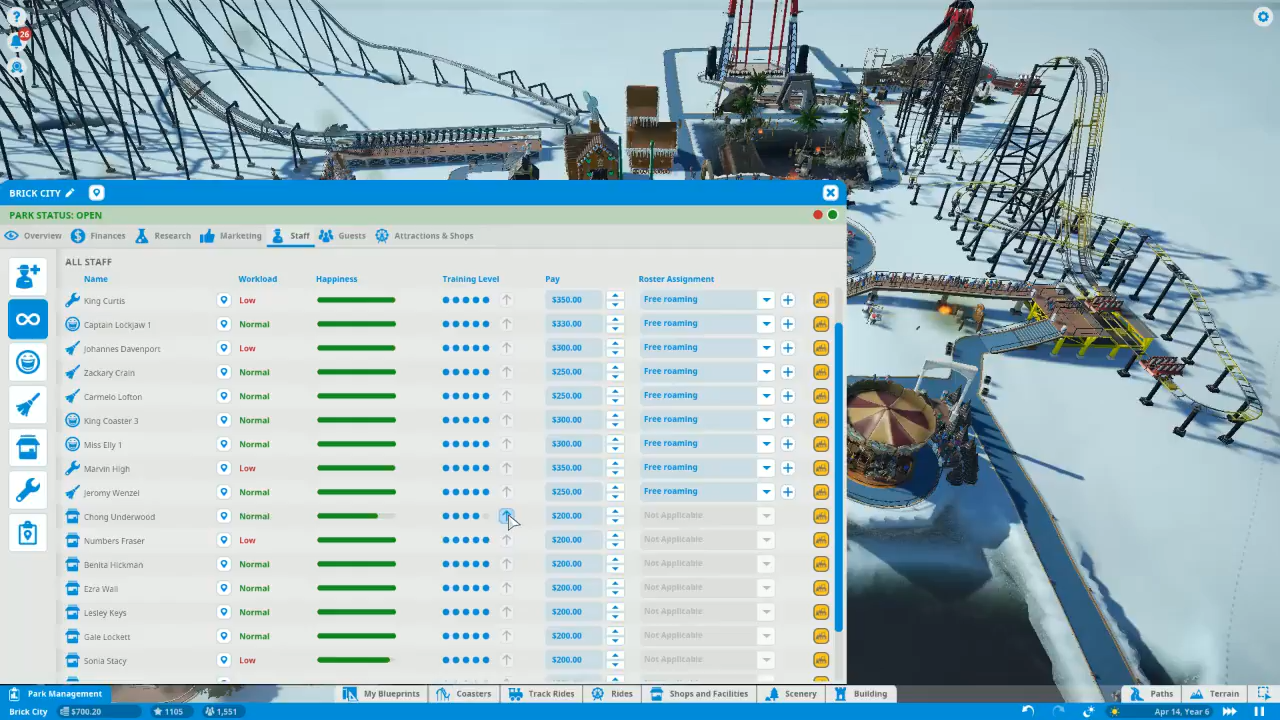 ?
26
BRICK CITY
PARK STATUS: OPEN
Overview Finances Research Marketing Staff Guests Attractions & Shops
ALL STAFF
Name Workload Happiness Training Level Pay Roster Assignment
King Curtis Low $350.00 Free roaming
Captain Lockjaw 1 Normal $330.00 Free roaming
Johannes Davenport Low $300.00 Free roaming
Zackary Crain Normal $250.00 Free roaming
Carmelo Lofton Normal $250.00 Free roaming
King Coaster 3 Normal $300.00 Free roaming
Miss Elly 1 Normal $300.00 Free roaming
Marvin High Low $350.00 Free roaming
Jeromy Wenzel Normal $250.00 Free roaming
Chong Underwood Normal $200.00 Not Applicable
Numbers Fraser Low $200.00 Not Applicable
Benita Hickman Normal $200.00 Not Applicable
Ezra Wall Normal $200.00 Not Applicable
Lesley Keys Normal $200.00 Not Applicable
Gale Lockett Normal $200.00 Not Applicable
Sonia Stacy Low $200.00 Not Applicable
Park Management My Blueprints Coasters Track Rides Rides Shops and Facilities Scenery Building Paths Terrain
Brick City $700.20 1105 1,551 Apr 14, Year 6